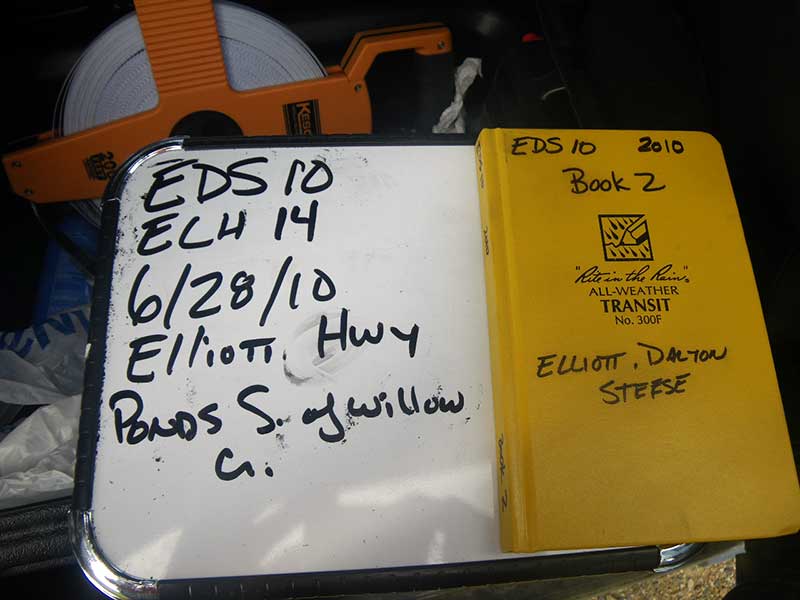 EDS 10
ECH 14
6/28/10
Elliott. Hwy
Ponds S. of Willow
Cr.
EDS 10 2010
Book 2
"Rite in the Rain"®
ALL-WEATHER
TRANSIT
No. 300F
ELLIOTT, DALTON
STEESE